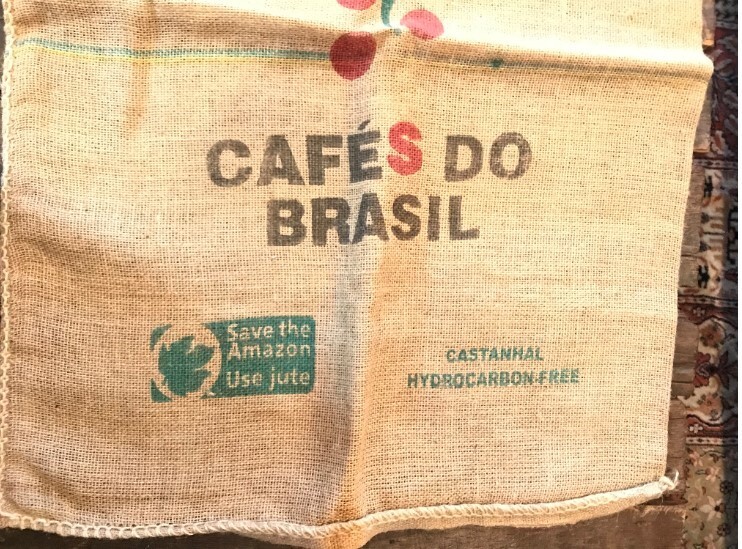 CAFÉS DO
BRASIL
Save the
Amazon
Use jute
CASTANHAL
HYDROCARBON-FREE